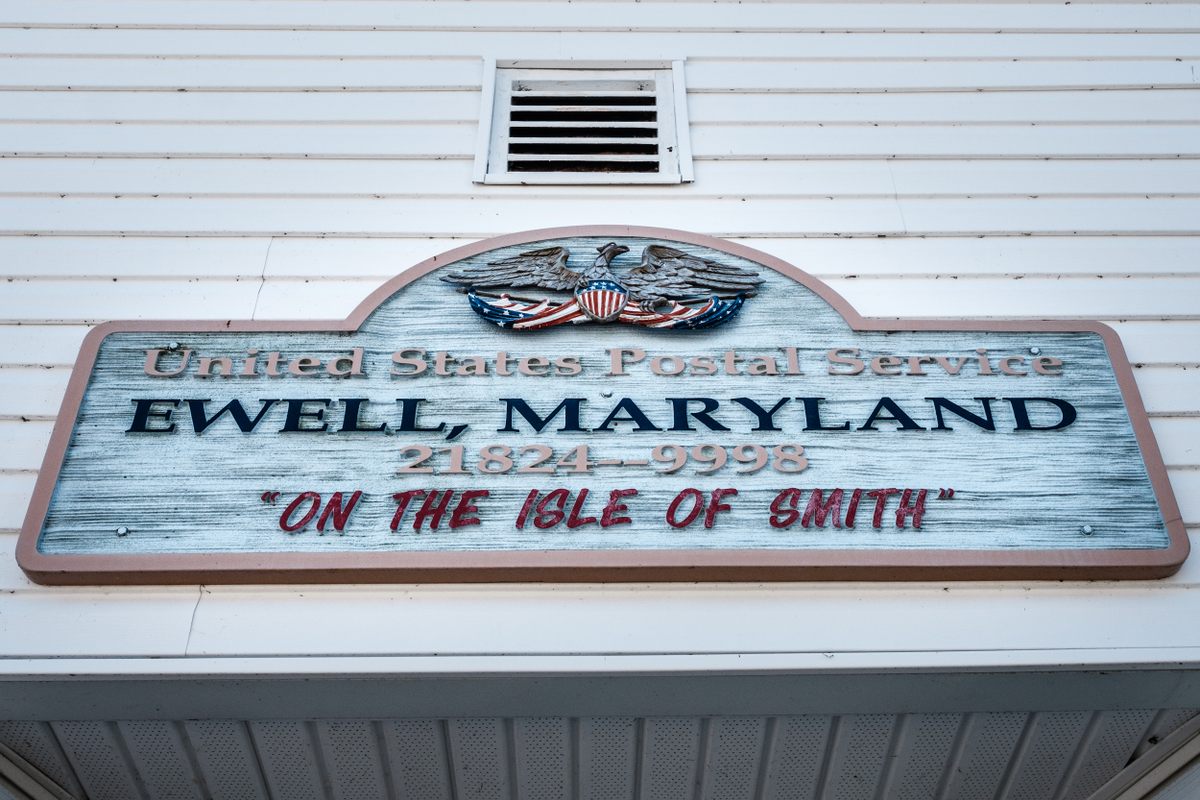 United States Postal Service
EWELL, MARYLAND
21824--9998
"ON THE ISLE OF SMITH"